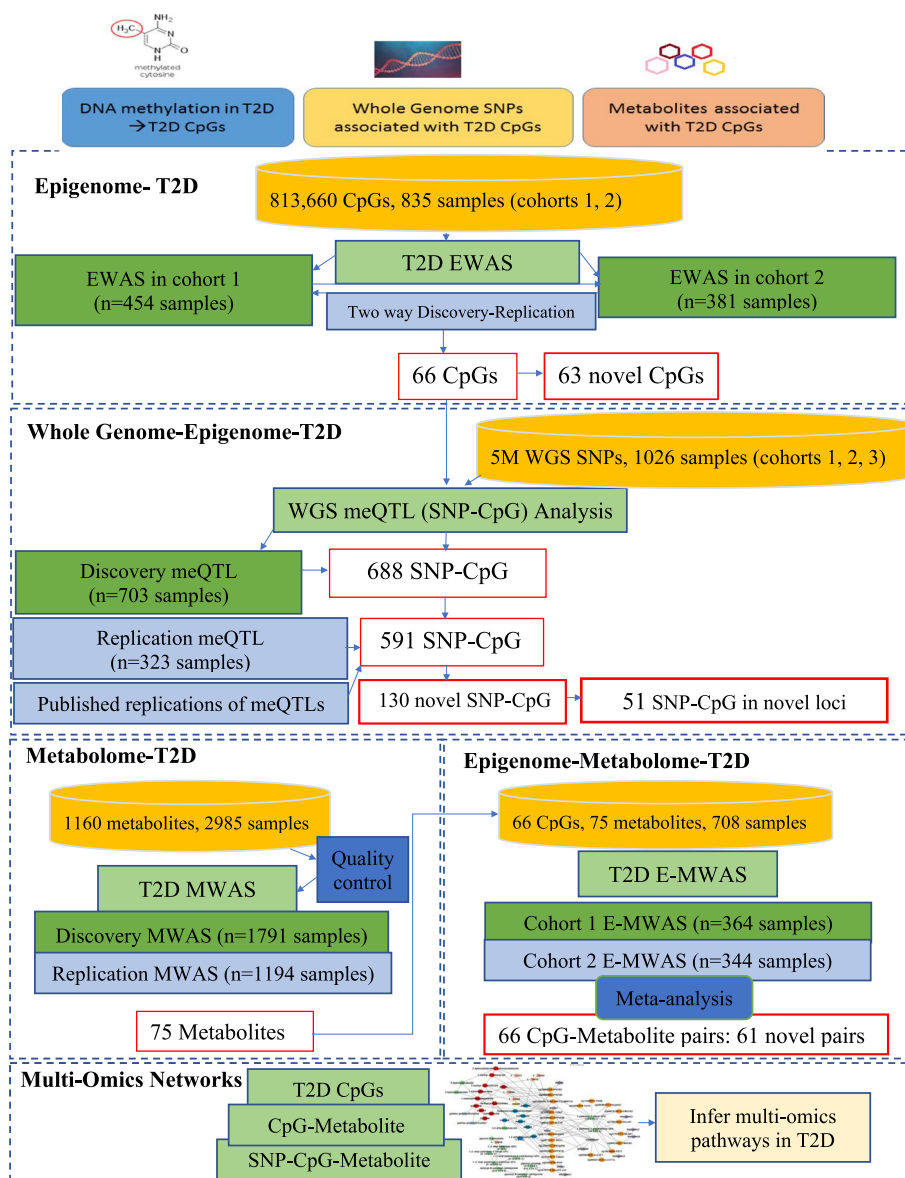 NH₂
H₃C
N
N
H
O
methylated
cytosine
DNA methylation in T2D
→T2D CpGs
Whole Genome SNPs
associated with T2D CpGs
Metabolites associated
with T2D CpGs
Epigenome- T2D
813,660 CpGs, 835 samples (cohorts 1, 2)
T2D EWAS
EWAS in cohort 1
(n=454 samples)
EWAS in cohort 2
(n=381 samples)
Two way Discovery-Replication
66 CpGs
63 novel CpGs
Whole Genome-Epigenome-T2D
5M WGS SNPs, 1026 samples (cohorts 1, 2, 3)
WGS meQTL (SNP-CpG) Analysis
Discovery meQTL
(n=703 samples)
688 SNP-CpG
Replication meQTL
(n=323 samples)
591 SNP-CpG
Published replications of meQTLs
130 novel SNP-CpG
51 SNP-CpG in novel loci
Metabolome-T2D
1160 metabolites, 2985 samples
Quality
control
T2D MWAS
Discovery MWAS (n=1791 samples)
Replication MWAS (n=1194 samples)
75 Metabolites
Epigenome-Metabolome-T2D
66 CpGs, 75 metabolites, 708 samples
T2D E-MWAS
Cohort 1 E-MWAS (n=364 samples)
Cohort 2 E-MWAS (n=344 samples)
Meta-analysis
66 CpG-Metabolite pairs: 61 novel pairs
Multi-Omics Networks
T2D CpGs
CpG-Metabolite
SNP-CpG-Metabolite
Infer multi-omics
pathways in T2D